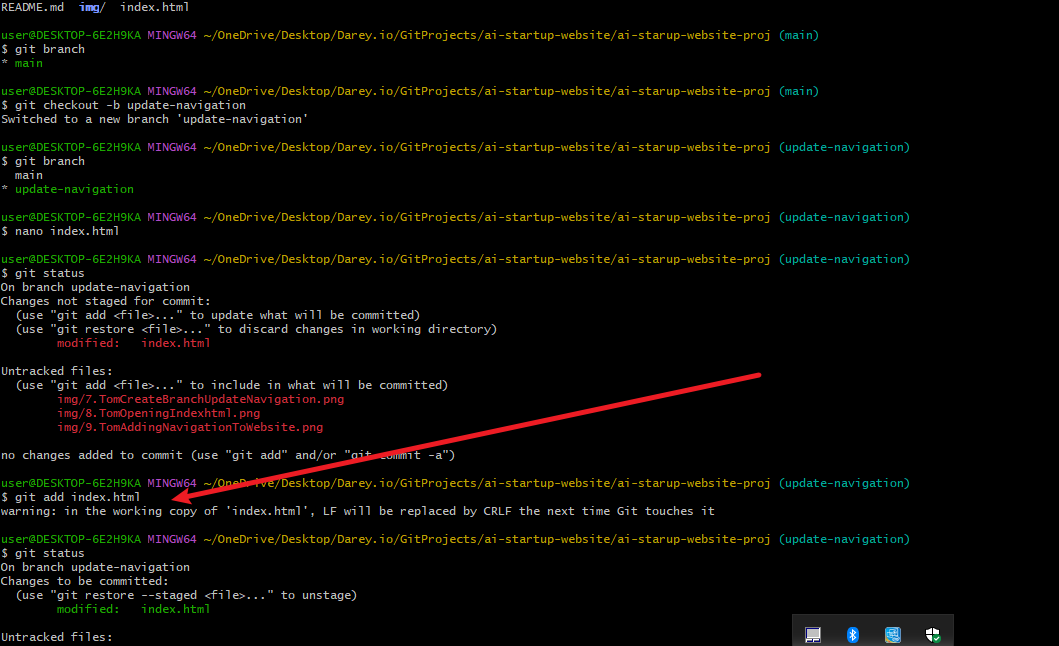 README.md  img/  index.html
user@DESKTOP-6E2H9KA MINGW64 ~/OneDrive/Desktop/Darey.io/GitProjects/ai-startup-website/ai-starup-website-proj (main)
$ git branch
* main
user@DESKTOP-6E2H9KA MINGW64 ~/OneDrive/Desktop/Darey.io/GitProjects/ai-startup-website/ai-starup-website-proj (main)
$ git checkout -b update-navigation
Switched to a new branch 'update-navigation'
user@DESKTOP-6E2H9KA MINGW64 ~/OneDrive/Desktop/Darey.io/GitProjects/ai-startup-website/ai-starup-website-proj (update-navigation)
$ git branch
  main
* update-navigation
user@DESKTOP-6E2H9KA MINGW64 ~/OneDrive/Desktop/Darey.io/GitProjects/ai-startup-website/ai-starup-website-proj (update-navigation)
$ nano index.html
user@DESKTOP-6E2H9KA MINGW64 ~/OneDrive/Desktop/Darey.io/GitProjects/ai-startup-website/ai-starup-website-proj (update-navigation)
$ git status
On branch update-navigation
Changes not staged for commit:
  (use "git add <file>..." to update what will be committed)
  (use "git restore <file>..." to discard changes in working directory)
        modified:   index.html
Untracked files:
  (use "git add <file>..." to include in what will be committed)
        img/7.TomCreateBranchUpdateNavigation.png
        img/8.TomOpeningIndexhtml.png
        img/9.TomAddingNavigationToWebsite.png
no changes added to commit (use "git add" and/or "git commit -a")
user@DESKTOP-6E2H9KA MINGW64 ~/OneDrive/Desktop/Darey.io/GitProjects/ai-startup-website/ai-starup-website-proj (update-navigation)
$ git add index.html
warning: in the working copy of 'index.html', LF will be replaced by CRLF the next time Git touches it
user@DESKTOP-6E2H9KA MINGW64 ~/OneDrive/Desktop/Darey.io/GitProjects/ai-startup-website/ai-starup-website-proj (update-navigation)
$ git status
On branch update-navigation
Changes to be committed:
  (use "git restore --staged <file>..." to unstage)
        modified:   index.html
Untracked files: